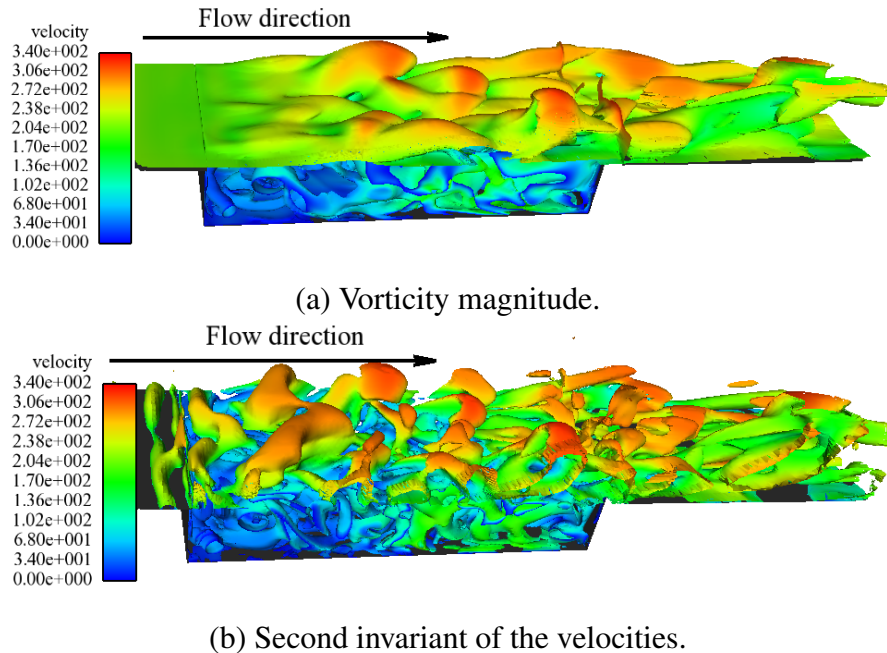 Flow direction
velocity
3.40e+002
3.06e+002
2.72e+002
2.38e+002
2.04e+002
1.70e+002
1.36e+002
1.02e+002
6.80e+001
3.40e+001
0.00e+000
(a) Vorticity magnitude.
Flow direction
velocity
3.40e+002
3.06e+002
2.72e+002
2.38e+002
2.04e+002
1.70e+002
1.36e+002
1.02e+002
6.80e+001
3.40e+001
0.00e+000
(b) Second invariant of the velocities.